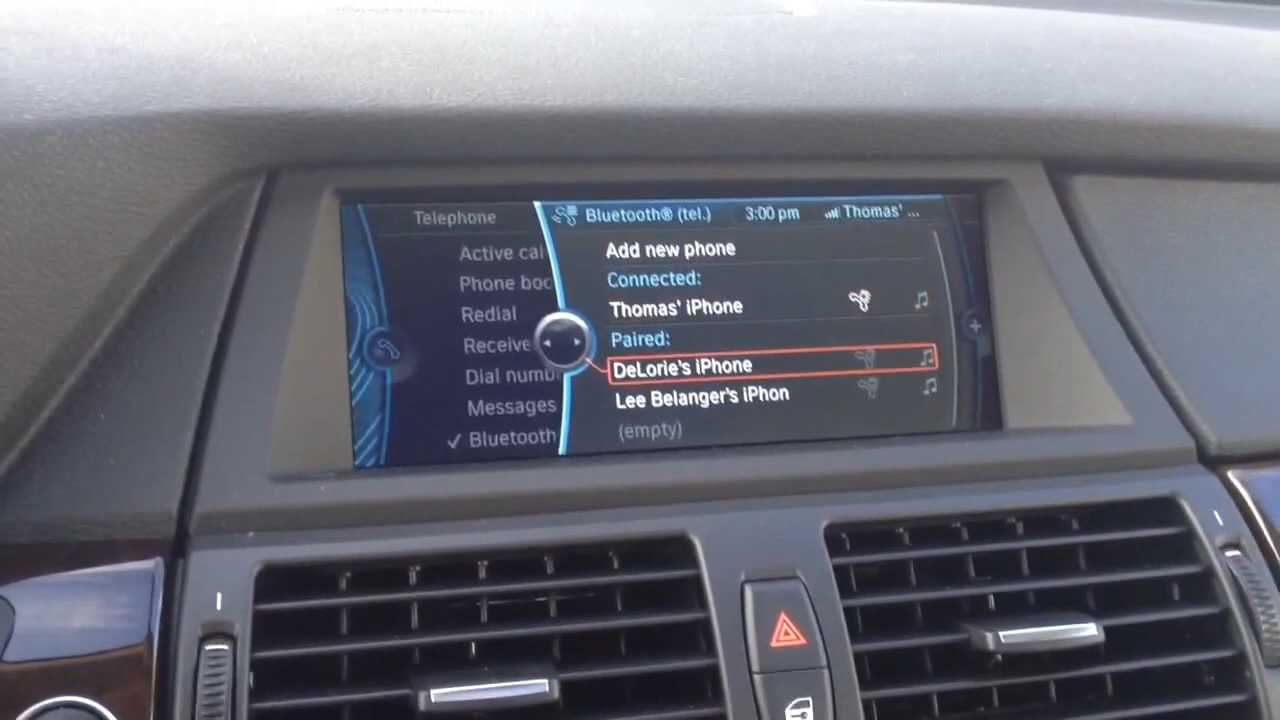 Telephone
Active cal
Phone boo
Redial
Receive
Dial numb
Messages
✓ Bluetooth
Bluetooth® (tel.) 3:00 pm Thomas' ...
Add new phone
Connected:
Thomas' iPhone
Paired:
DeLorie's iPhone
Lee Belanger's iPhon
(empty)